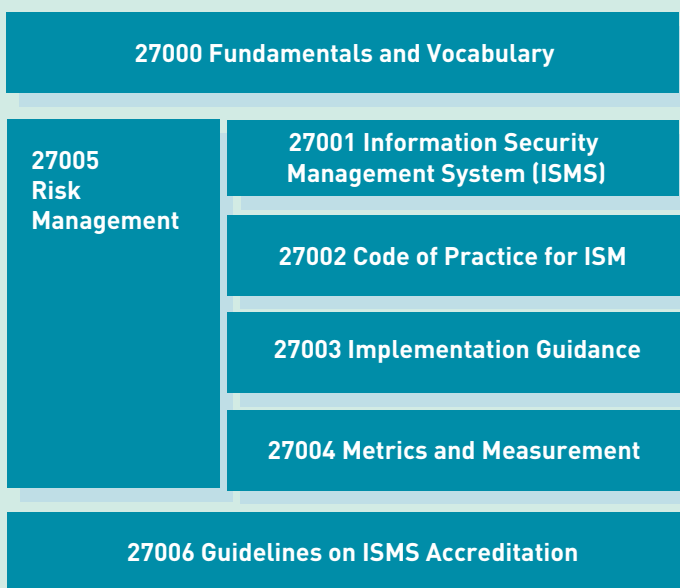 27000 Fundamentals and Vocabulary
27005
Risk
Management
27001 Information Security
Management System (ISMS)
27002 Code of Practice for ISM
27003 Implementation Guidance
27004 Metrics and Measurement
27006 Guidelines on ISMS Accreditation